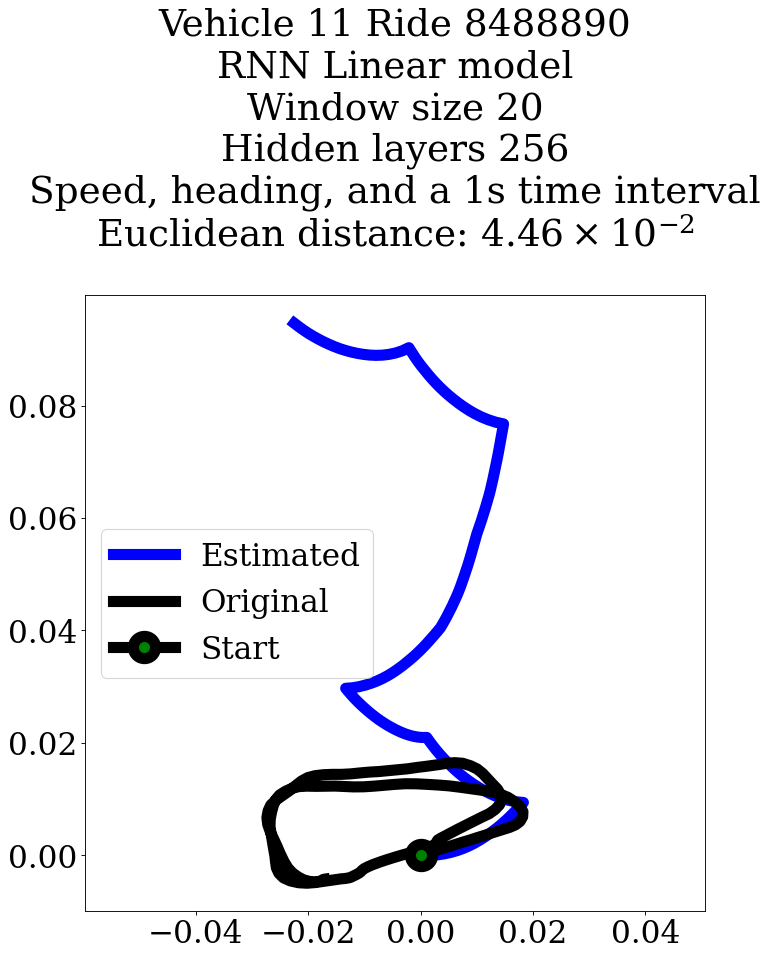 Vehicle 11 Ride 8488890
RNN Linear model
Window size 20
Hidden layers 256
Speed, heading, and a 1s time interval
Euclidean distance: 4.46 × 10⁻²
0.08
0.06
Estimated
Original
0.04
Start
0.02
0.00
−0.04 −0.02 0.00 0.02 0.04